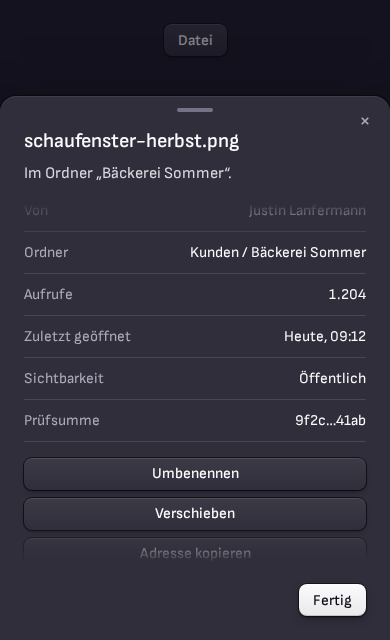 Datei
×
schaufenster-herbst.png
Im Ordner „Bäckerei Sommer“.
Von Justin Lanfermann
Ordner Kunden / Bäckerei Sommer
Aufrufe 1.204
Zuletzt geöffnet Heute, 09:12
Sichtbarkeit Öffentlich
Prüfsumme 9f2c…41ab
Umbenennen
Verschieben
Adresse kopieren
Fertig